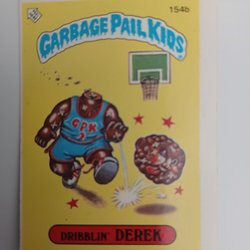 154b
GARBAGE PAIL KIDS
GPK
DRIBBLIN' DEREK